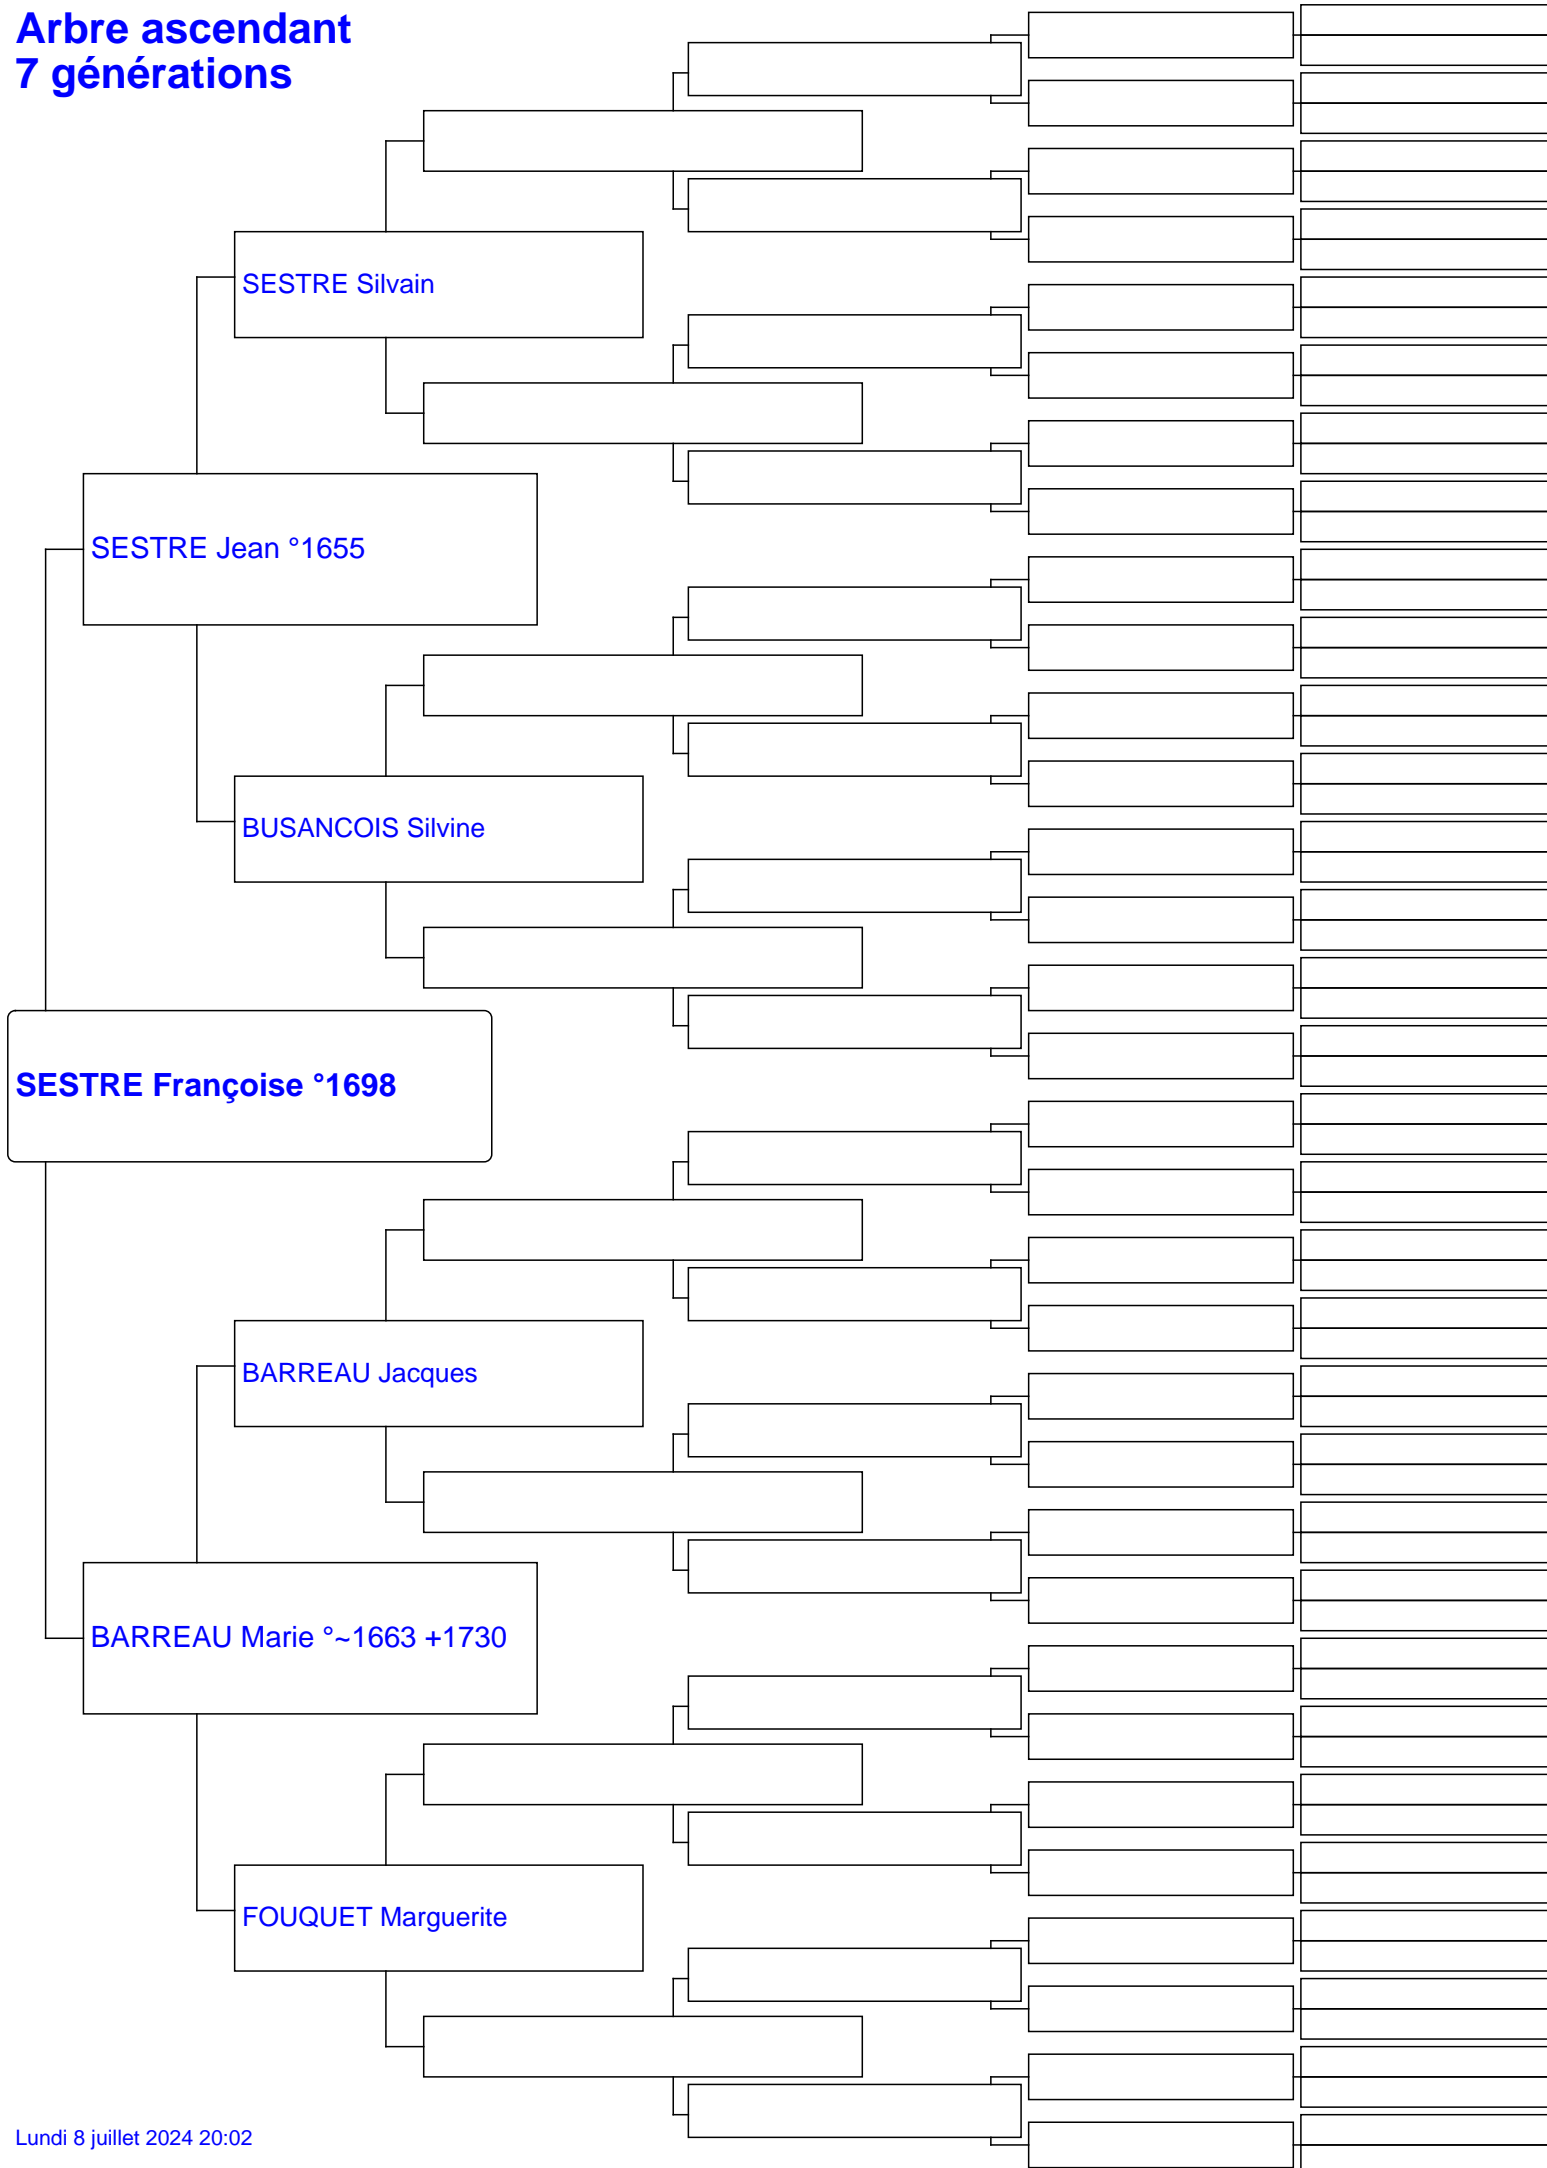 Arbre ascendant
7 générations
SESTRE Silvain
SESTRE Jean °1655
BUSANCOIS Silvine
SESTRE Françoise °1698
BARREAU Jacques
BARREAU Marie °~1663 +1730
FOUQUET Marguerite
Lundi 8 juillet 2024 20:02